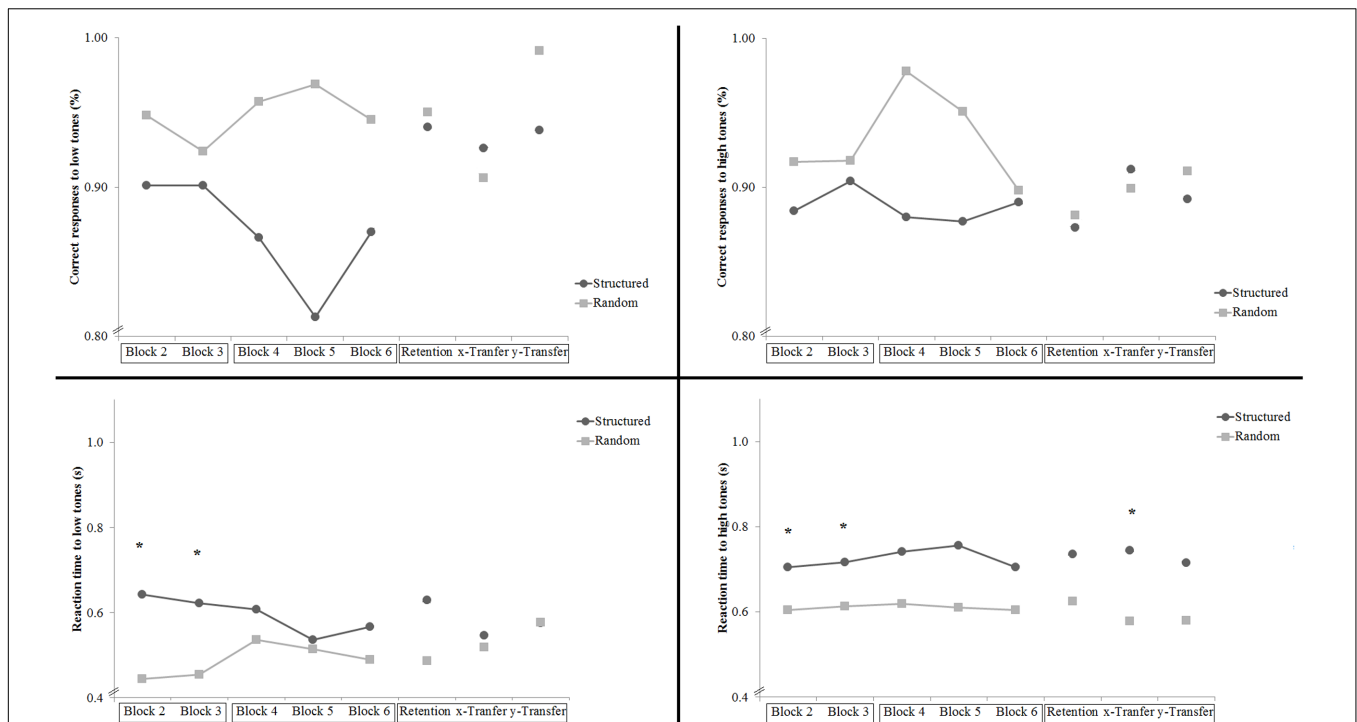 Correct responses to low tones (%)
1.00
0.90
0.80
Structured
Random
Block 2 Block 3 Block 4 Block 5 Block 6 Retention x-Tranfer y-Transfer
Correct responses to high tones (%)
1.00
0.90
0.80
Structured
Random
Block 2 Block 3 Block 4 Block 5 Block 6 Retention x-Tranfer y-Transfer
Reaction time to low tones (s)
1.0
0.8
0.6
0.4
Structured
Random
* *
Block 2 Block 3 Block 4 Block 5 Block 6 Retention x-Tranfer y-Transfer
Reaction time to high tones (s)
1.0
0.8
0.6
0.4
Structured
Random
* * *
Block 2 Block 3 Block 4 Block 5 Block 6 Retention x-Tranfer y-Transfer